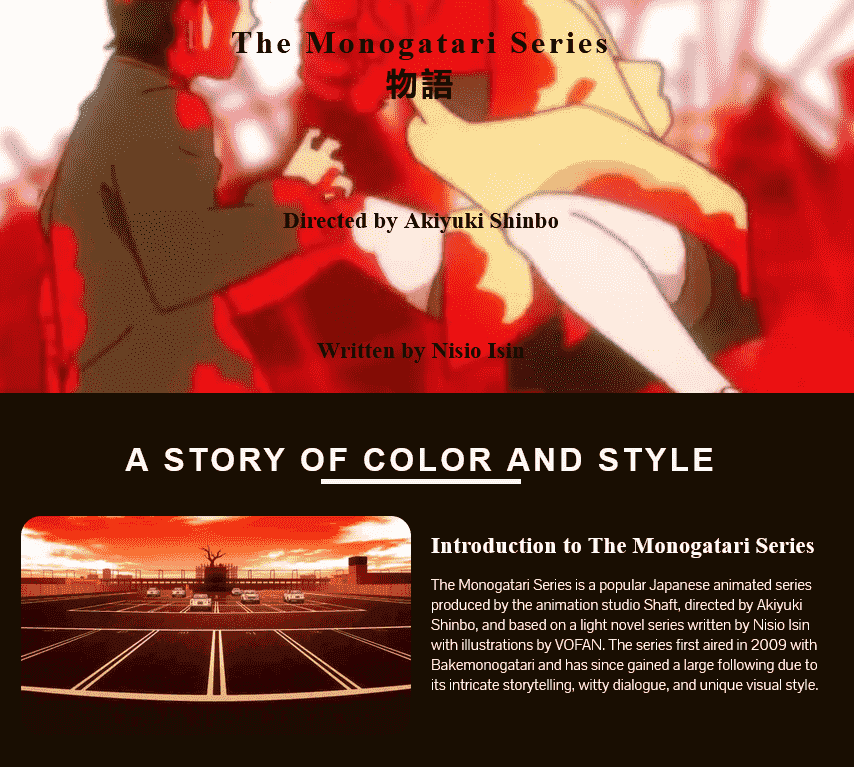 The Monogatari Series
物語
Directed by Akiyuki Shinbo
Written by Nisio Isin
A STORY OF COLOR AND STYLE
Introduction to The Monogatari Series
The Monogatari Series is a popular Japanese animated series
produced by the animation studio Shaft, directed by Akiyuki
Shinbo, and based on a light novel series written by Nisio Isin
with illustrations by VOFAN. The series first aired in 2009 with
Bakemonogatari and has since gained a large following due to
its intricate storytelling, witty dialogue, and unique visual style.